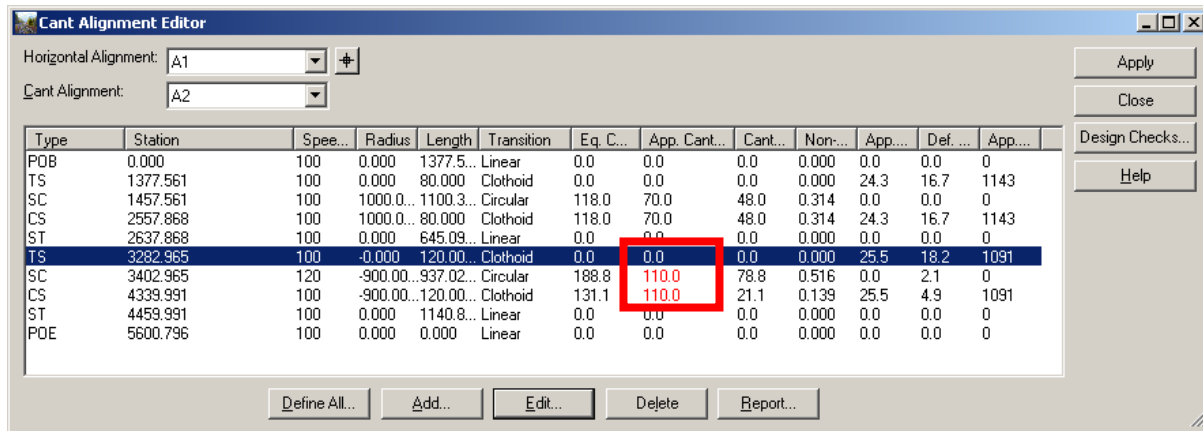 Cant Alignment Editor
Horizontal Alignment: A1
Apply
Cant Alignment: A2
Close
Type Station Spee... Radius Length Transition Eq. C... App. Cant... Cant... Non-... App.... Def. ... App.... Design Checks...
POB 0.000 100 0.000 1377.5... Linear 0.0 0.0 0.0 0.000 0.0 0.0 0
TS 1377.561 100 0.000 80.000 Clothoid 0.0 0.0 0.0 0.000 24.3 16.7 1143
Help
SC 1457.561 100 1000.0... 1100.3... Circular 118.0 70.0 48.0 0.314 0.0 0.0 0
CS 2557.868 100 1000.0... 80.000 Clothoid 118.0 70.0 48.0 0.314 24.3 16.7 1143
ST 2637.868 100 0.000 645.09... Linear 0.0 0.0 0.0 0.000 0.0 0.0 0
TS 3282.965 100 -0.000 120.00... Clothoid 0.0 0.0 0.0 0.000 25.5 18.2 1091
SC 3402.965 120 -900.00... 937.02... Circular 188.8 110.0 78.8 0.516 0.0 2.1 0
CS 4339.991 100 -900.00... 120.00... Clothoid 131.1 110.0 21.1 0.139 25.5 4.9 1091
ST 4459.991 100 0.000 1140.8... Linear 0.0 0.0 0.0 0.000 0.0 0.0 0
POE 5600.796 100 0.000 0.000 Linear 0.0 0.0 0.0 0.000 0.0 0.0 0
Define All... Add... Edit... Delete Report...